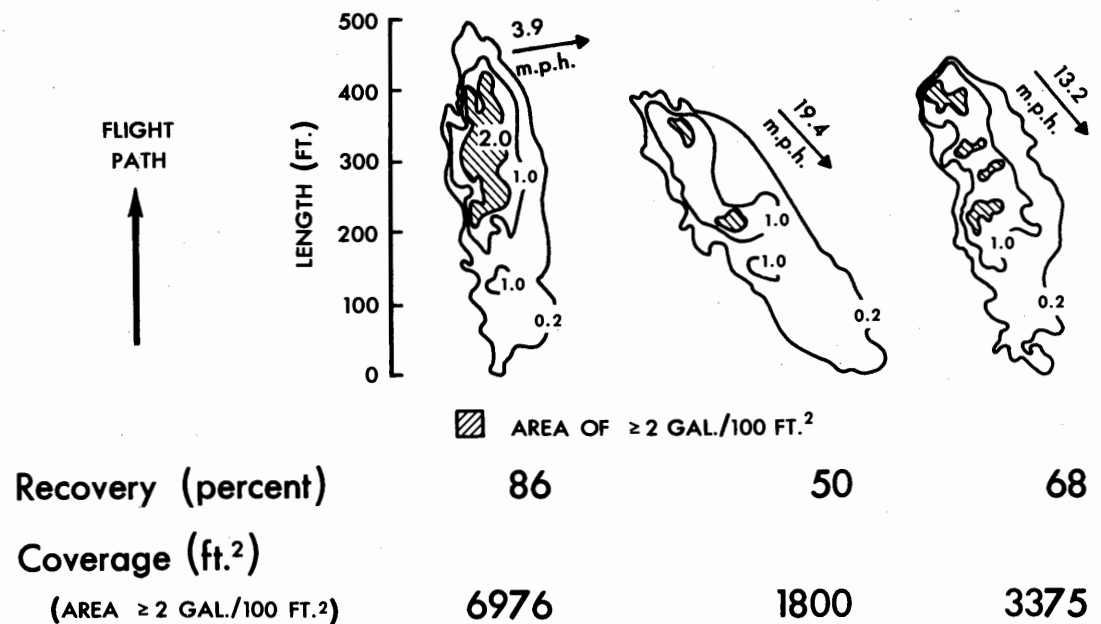 FLIGHT
PATH
LENGTH (FT.)
500
400
300
200
100
0
3.9
m.p.h.
2.0
1.0
1.0
0.2
19.4
m.p.h.
1.0
1.0
13.2
m.p.h.
1.0
0.2
AREA OF ≥2 GAL./100 FT.²
Recovery (percent) 86 50 68
Coverage (ft.²)
(AREA ≥2 GAL./100 FT.²) 6976 1800 3375